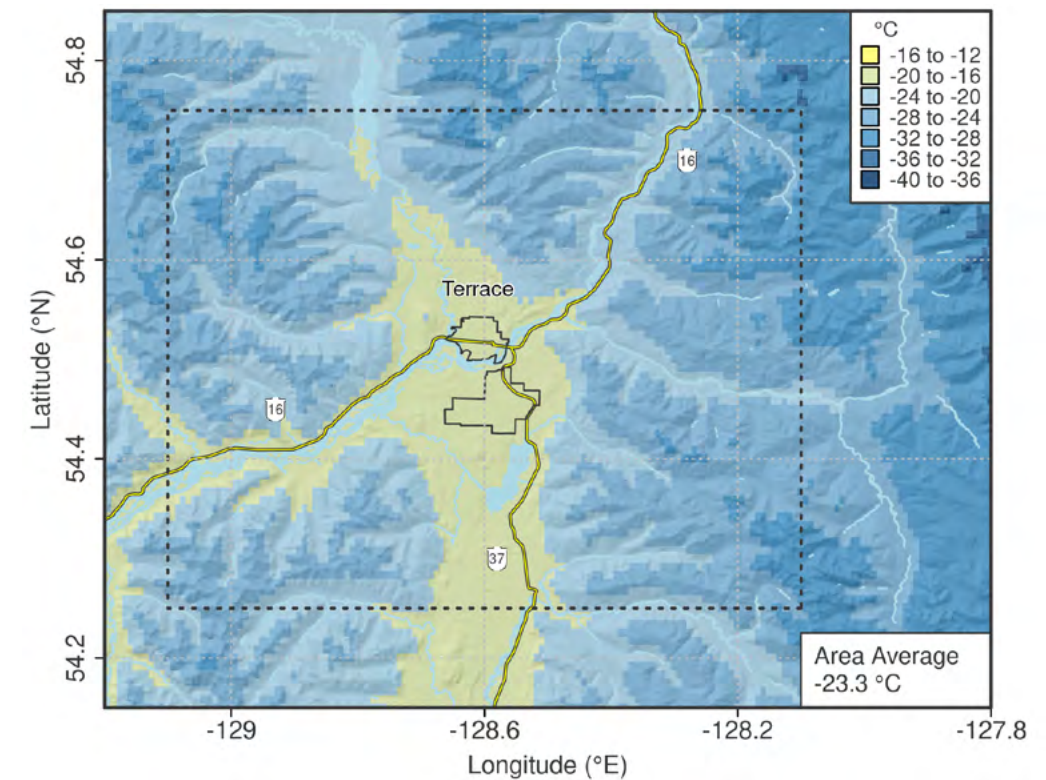 °C
-16 to -12
-20 to -16
-24 to -20
-28 to -24
-32 to -28
-36 to -32
-40 to -36
54.8
16
54.6
Terrace
Latitude (°N)
16
54.4
37
54.2
Area Average
-23.3 °C
-129
-128.6
-128.2
-127.8
Longitude (°E)